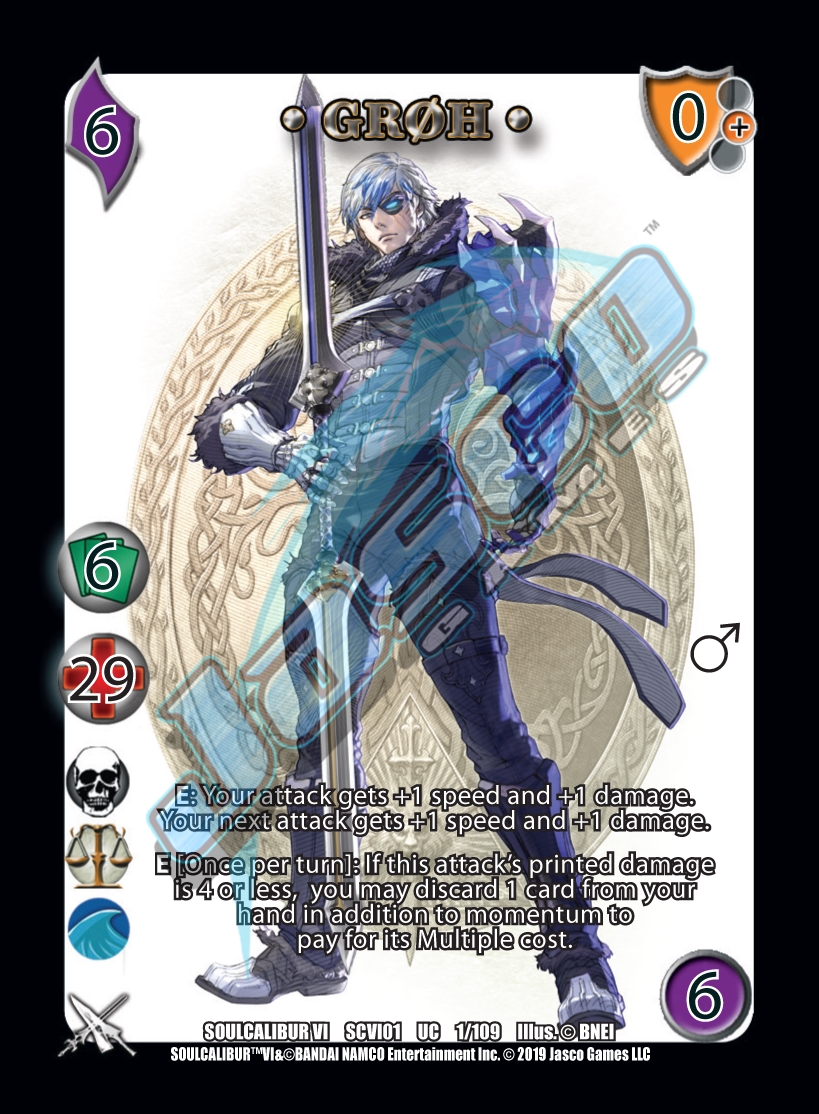 • GRØH •
6
0
+
™
JASCO
GAMES
6
29
E: Your attack gets +1 speed and +1 damage.
Your next attack gets +1 speed and +1 damage.
E [Once per turn]: If this attack's printed damage
is 4 or less, you may discard 1 card from your
hand in addition to momentum to
pay for its Multiple cost.
6
SOULCALIBUR VI SCVI01 UC 1/109 Illus. © BNEI
SOULCALIBUR™VI&©BANDAI NAMCO Entertainment Inc. © 2019 Jasco Games LLC